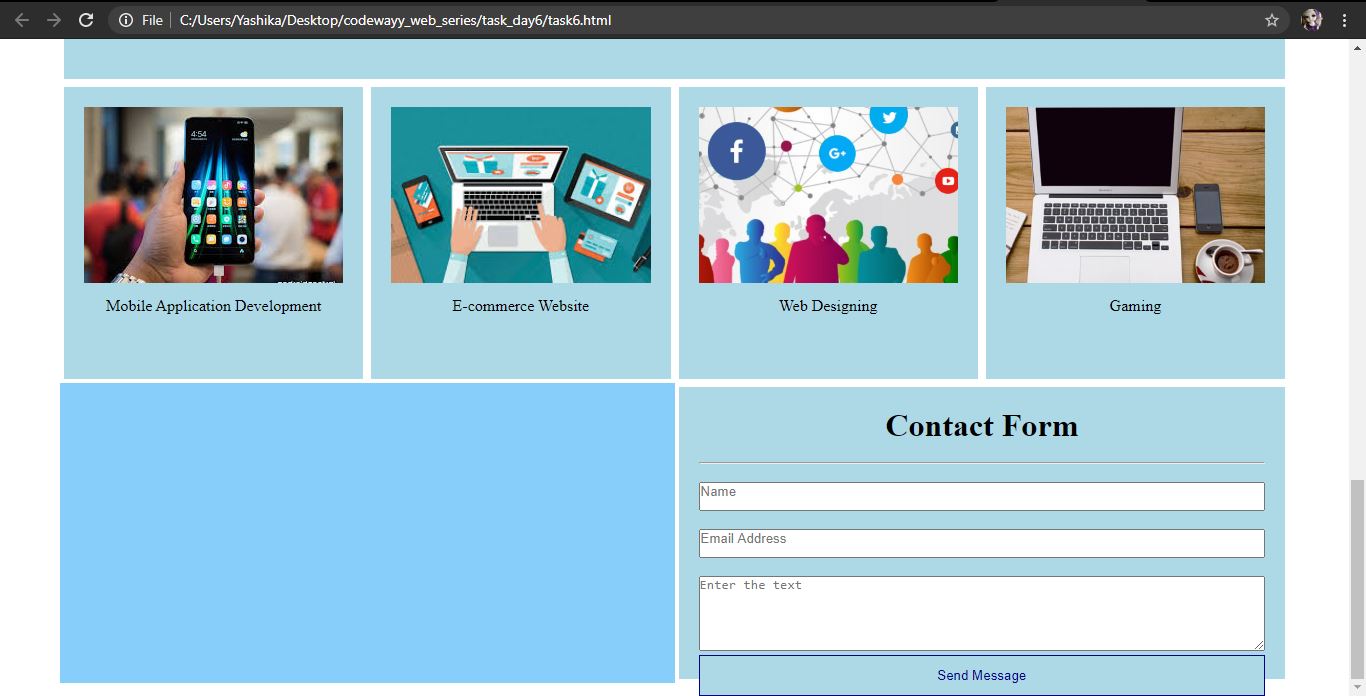 File | C:/Users/Yashika/Desktop/codewayy_web_series/task_day6/task6.html
4:54
f
G+
Mobile Application Development
E-commerce Website
Web Designing
Gaming
Contact Form
Name
Email Address
Enter the text
Send Message